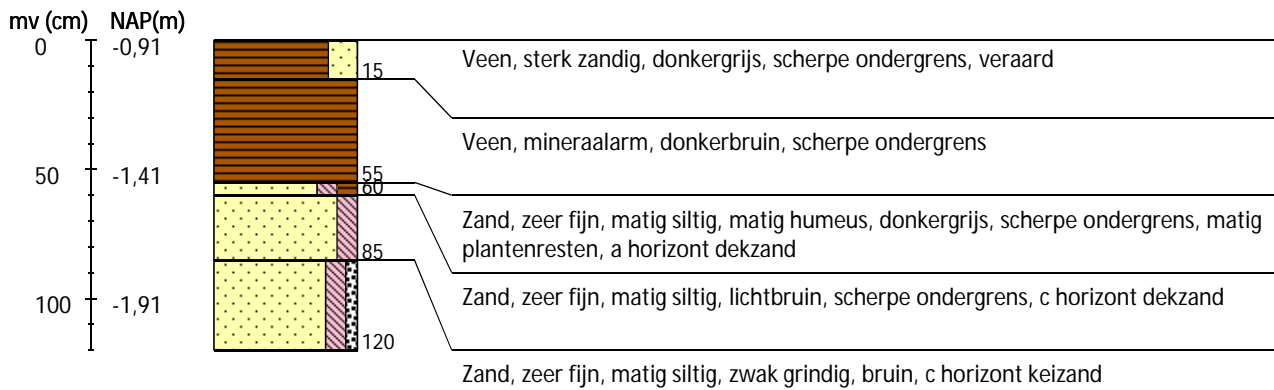 mv (cm) NAP(m)
0 -0,91
Veen, sterk zandig, donkergrijs, scherpe ondergrens, veraard
15
Veen, mineraalarm, donkerbruin, scherpe ondergrens
55
50 -1,41
60
Zand, zeer fijn, matig siltig, matig humeus, donkergrijs, scherpe ondergrens, matig
plantenresten, a horizont dekzand
85
Zand, zeer fijn, matig siltig, lichtbruin, scherpe ondergrens, c horizont dekzand
100 -1,91
120
Zand, zeer fijn, matig siltig, zwak grindig, bruin, c horizont keizand